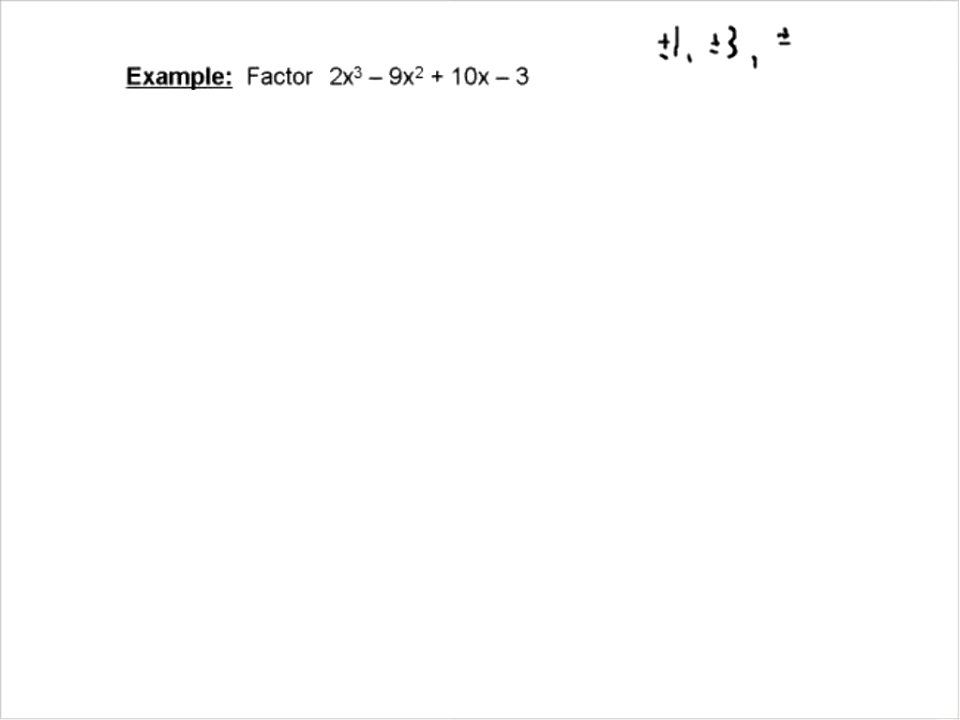 ±1, ±3, ±
Example: Factor 2x³ – 9x² + 10x – 3